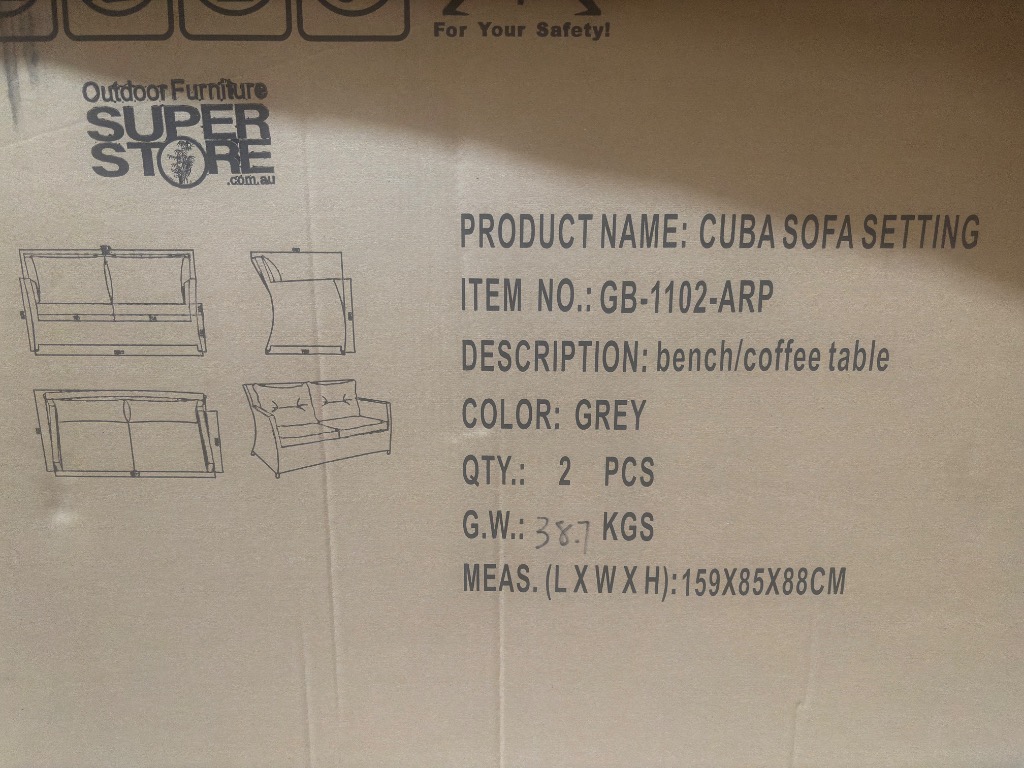 For Your Safety!
Outdoor Furniture
SUPER
STORE
.com.au
PRODUCT NAME: CUBA SOFA SETTING
ITEM NO.: GB-1102-ARP
DESCRIPTION: bench/coffee table
COLOR: GREY
QTY.: 2 PCS
G.W.: 38.7 KGS
MEAS. (L X W X H):159X85X88CM